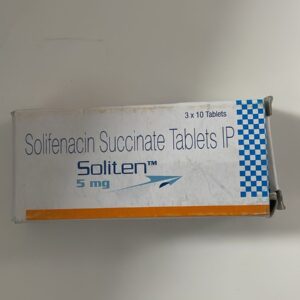 3 x 10 Tablets
Solifenacin Succinate Tablets IP
Soliten™
5 mg